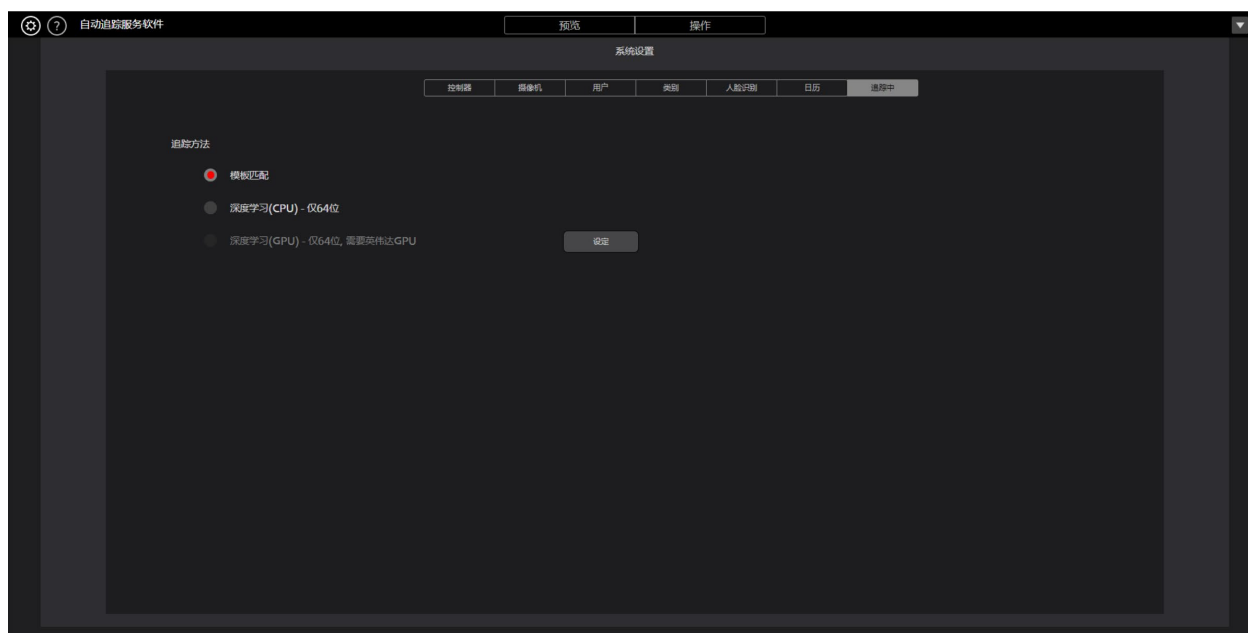 ? 自动追踪服务软件 预览 操作
系统设置
控制器 摄像机 用户 类别 人脸识别 日历 追踪中
追踪方法
模板匹配
深度学习(CPU) - 仅64位
深度学习(GPU) - 仅64位, 需要英伟达GPU 设定